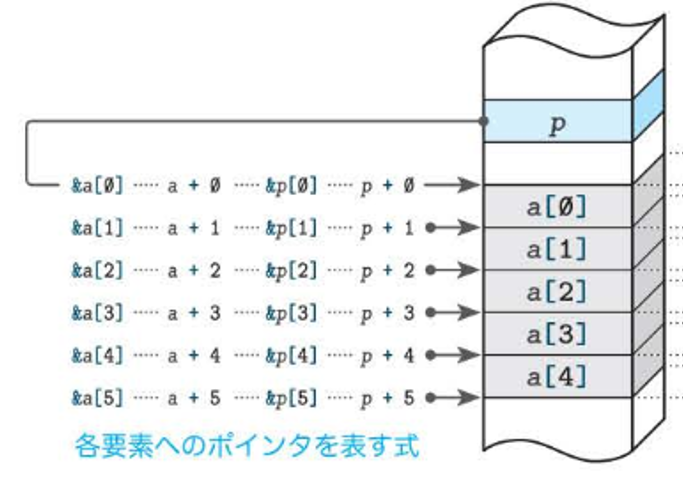 p
&a[0] ····· a + 0 ····· &p[0] ····· p + 0
a[0]
&a[1] ····· a + 1 ····· &p[1] ····· p + 1
a[1]
&a[2] ····· a + 2 ····· &p[2] ····· p + 2
a[2]
&a[3] ····· a + 3 ····· &p[3] ····· p + 3
a[3]
&a[4] ····· a + 4 ····· &p[4] ····· p + 4
a[4]
&a[5] ····· a + 5 ····· &p[5] ····· p + 5
各要素へのポインタを表す式